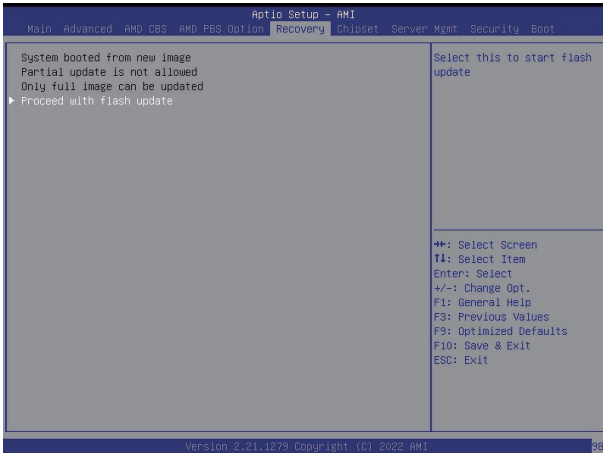 Aptio Setup – AMI
Main Advanced AMD CBS AMD PBS Option Recovery Chipset Server Mgmt Security Boot
System booted from new image
Partial update is not allowed
Only full image can be updated
▶ Proceed with flash update
Select this to start flash
update
→←: Select Screen
↑↓: Select Item
Enter: Select
+/-: Change Opt.
F1: General Help
F3: Previous Values
F9: Optimized Defaults
F10: Save & Exit
ESC: Exit
Version 2.21.1279 Copyright (C) 2022 AMI
98